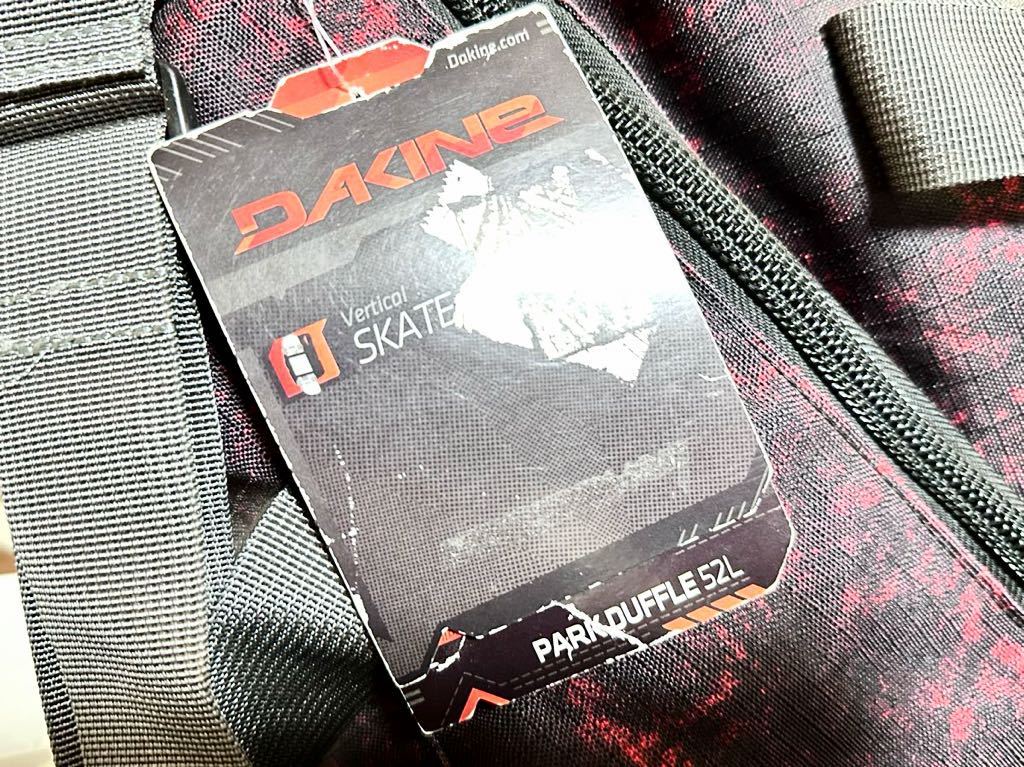 Dakine.com
DAKINE
Vertical
SKATE
PARK DUFFLE 52L